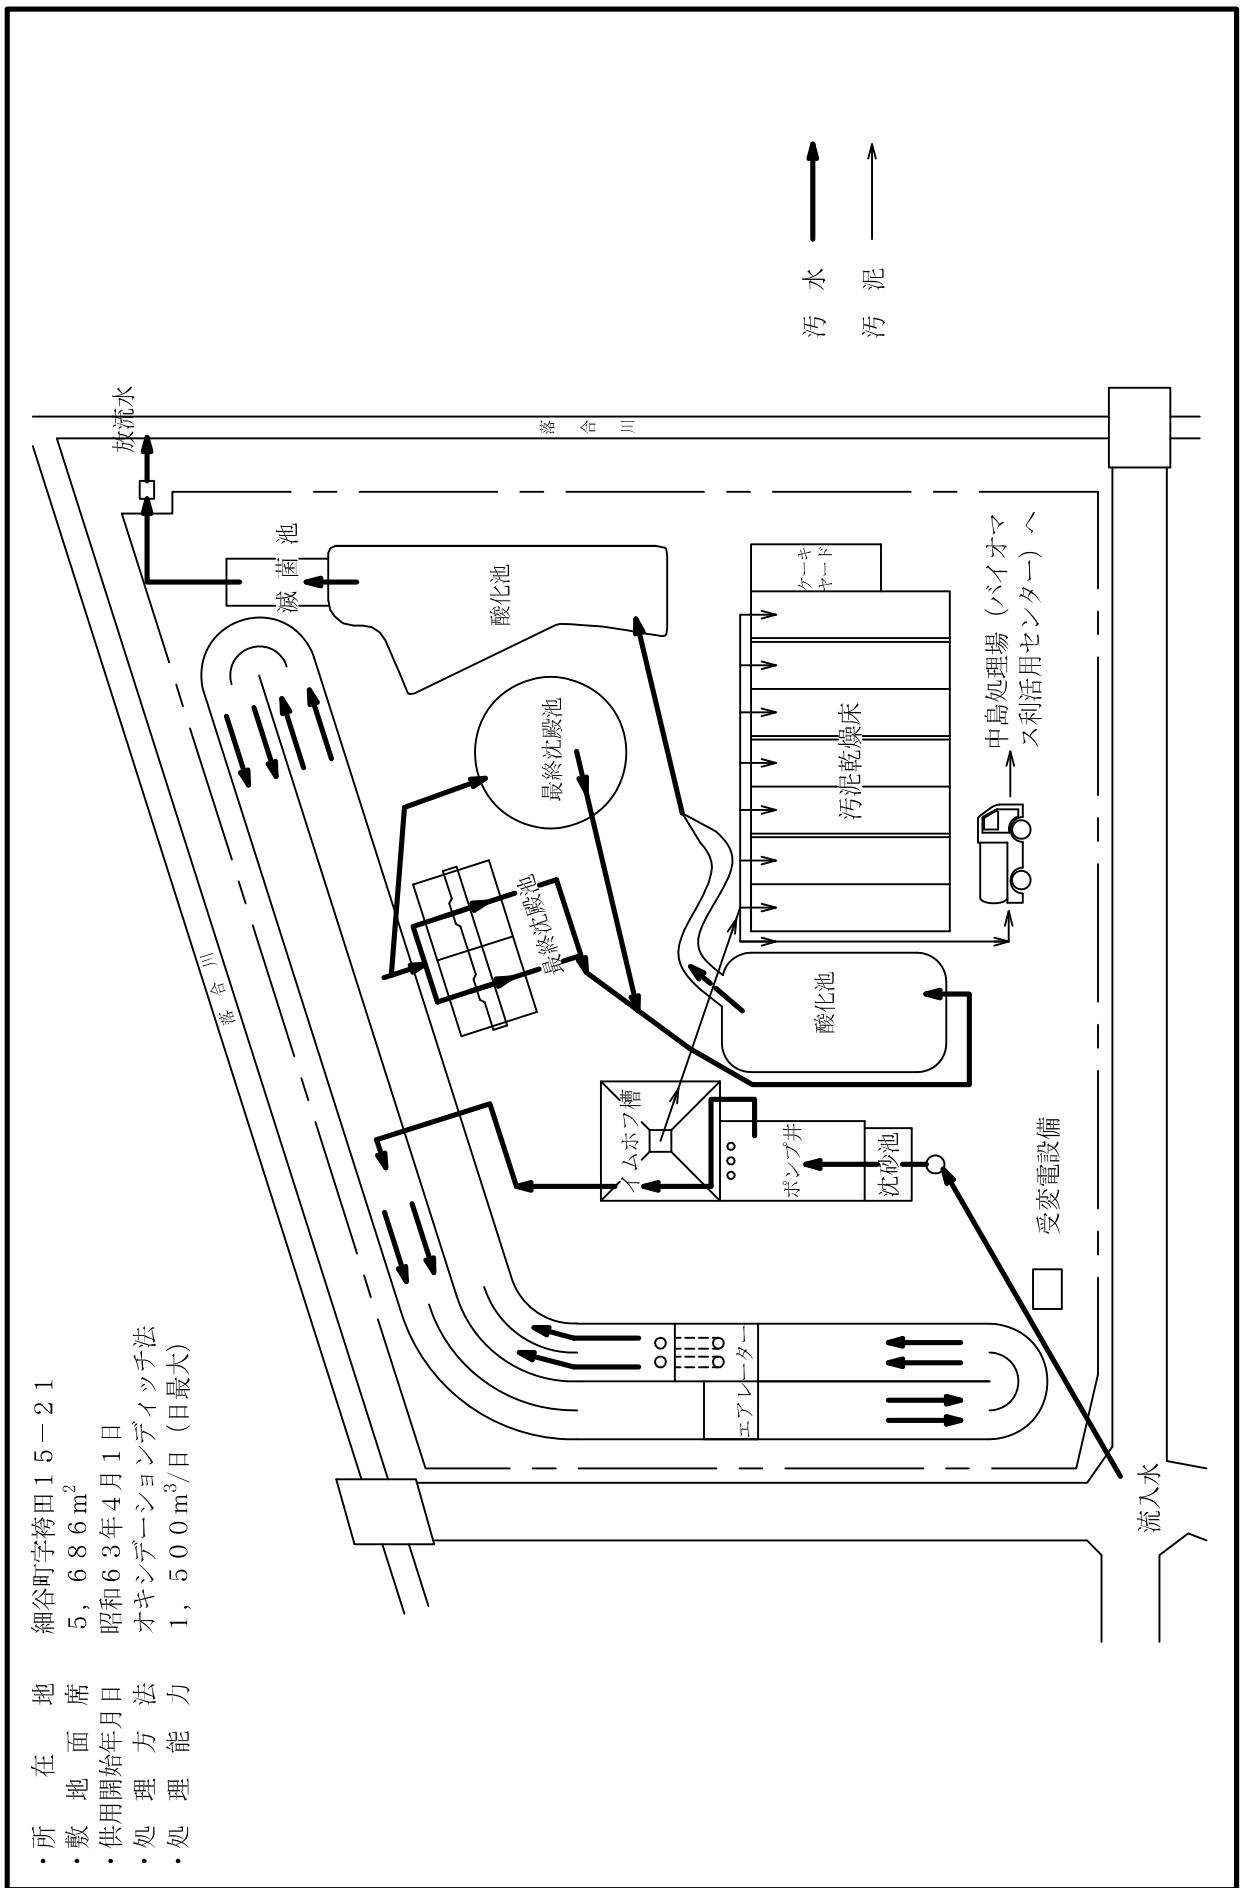 ・所在地 細谷町字袴田15－21
・敷地面席 5，686m²
・供用開始年月日 昭和63年4月1日
・処理方法 オキシデーションディッチ法
・処理能力 1，500m³/日（日最大）
落合川
放流水
滅菌池
酸化池
落合川
最終沈殿池
最終沈殿池
イムホフ槽
ポンプ井
沈砂池
酸化池
汚泥乾燥床
ケーキ
ヤード
中島処理場（バイオマ
ス利活用センター）へ
エアレーター
受変電設備
流入水
汚水
汚泥